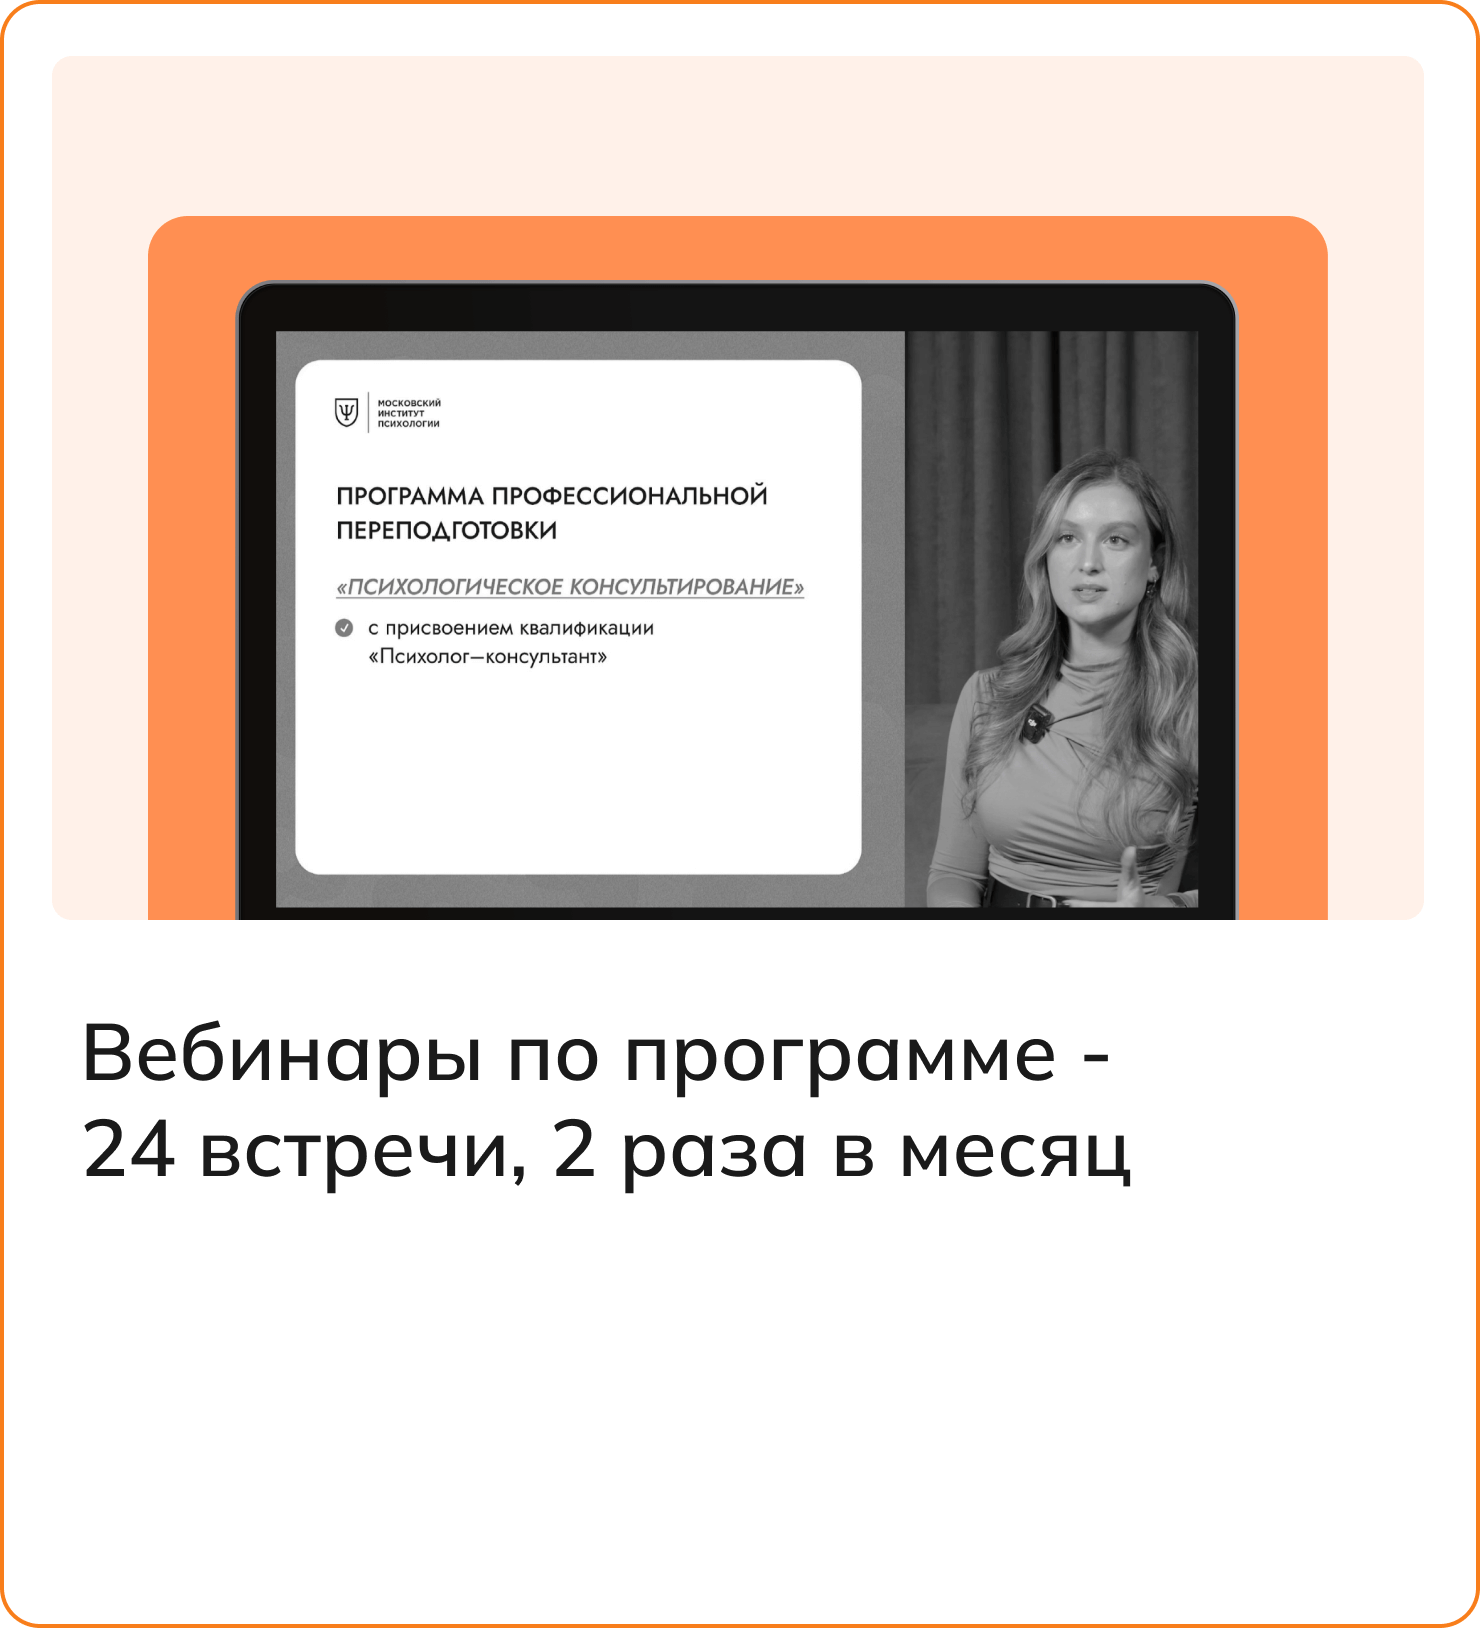 МОСКОВСКИЙ
ИНСТИТУТ
ПСИХОЛОГИИ
ПРОГРАММА ПРОФЕССИОНАЛЬНОЙ
ПЕРЕПОДГОТОВКИ
«ПСИХОЛОГИЧЕСКОЕ КОНСУЛЬТИРОВАНИЕ»
с присвоением квалификации
«Психолог–консультант»
Вебинары по программе -
24 встречи, 2 раза в месяц